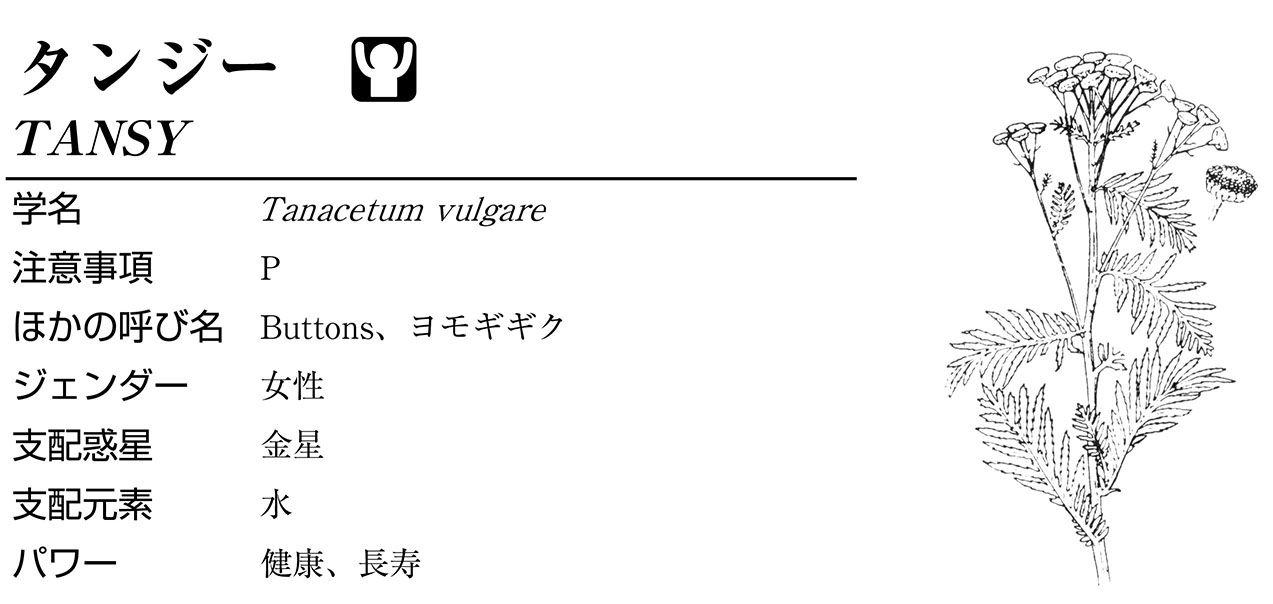 タンジー
TANSY
学名 Tanacetum vulgare
注意事項 P
ほかの呼び名 Buttons、ヨモギギク
ジェンダー 女性
支配惑星 金星
支配元素 水
パワー 健康、長寿